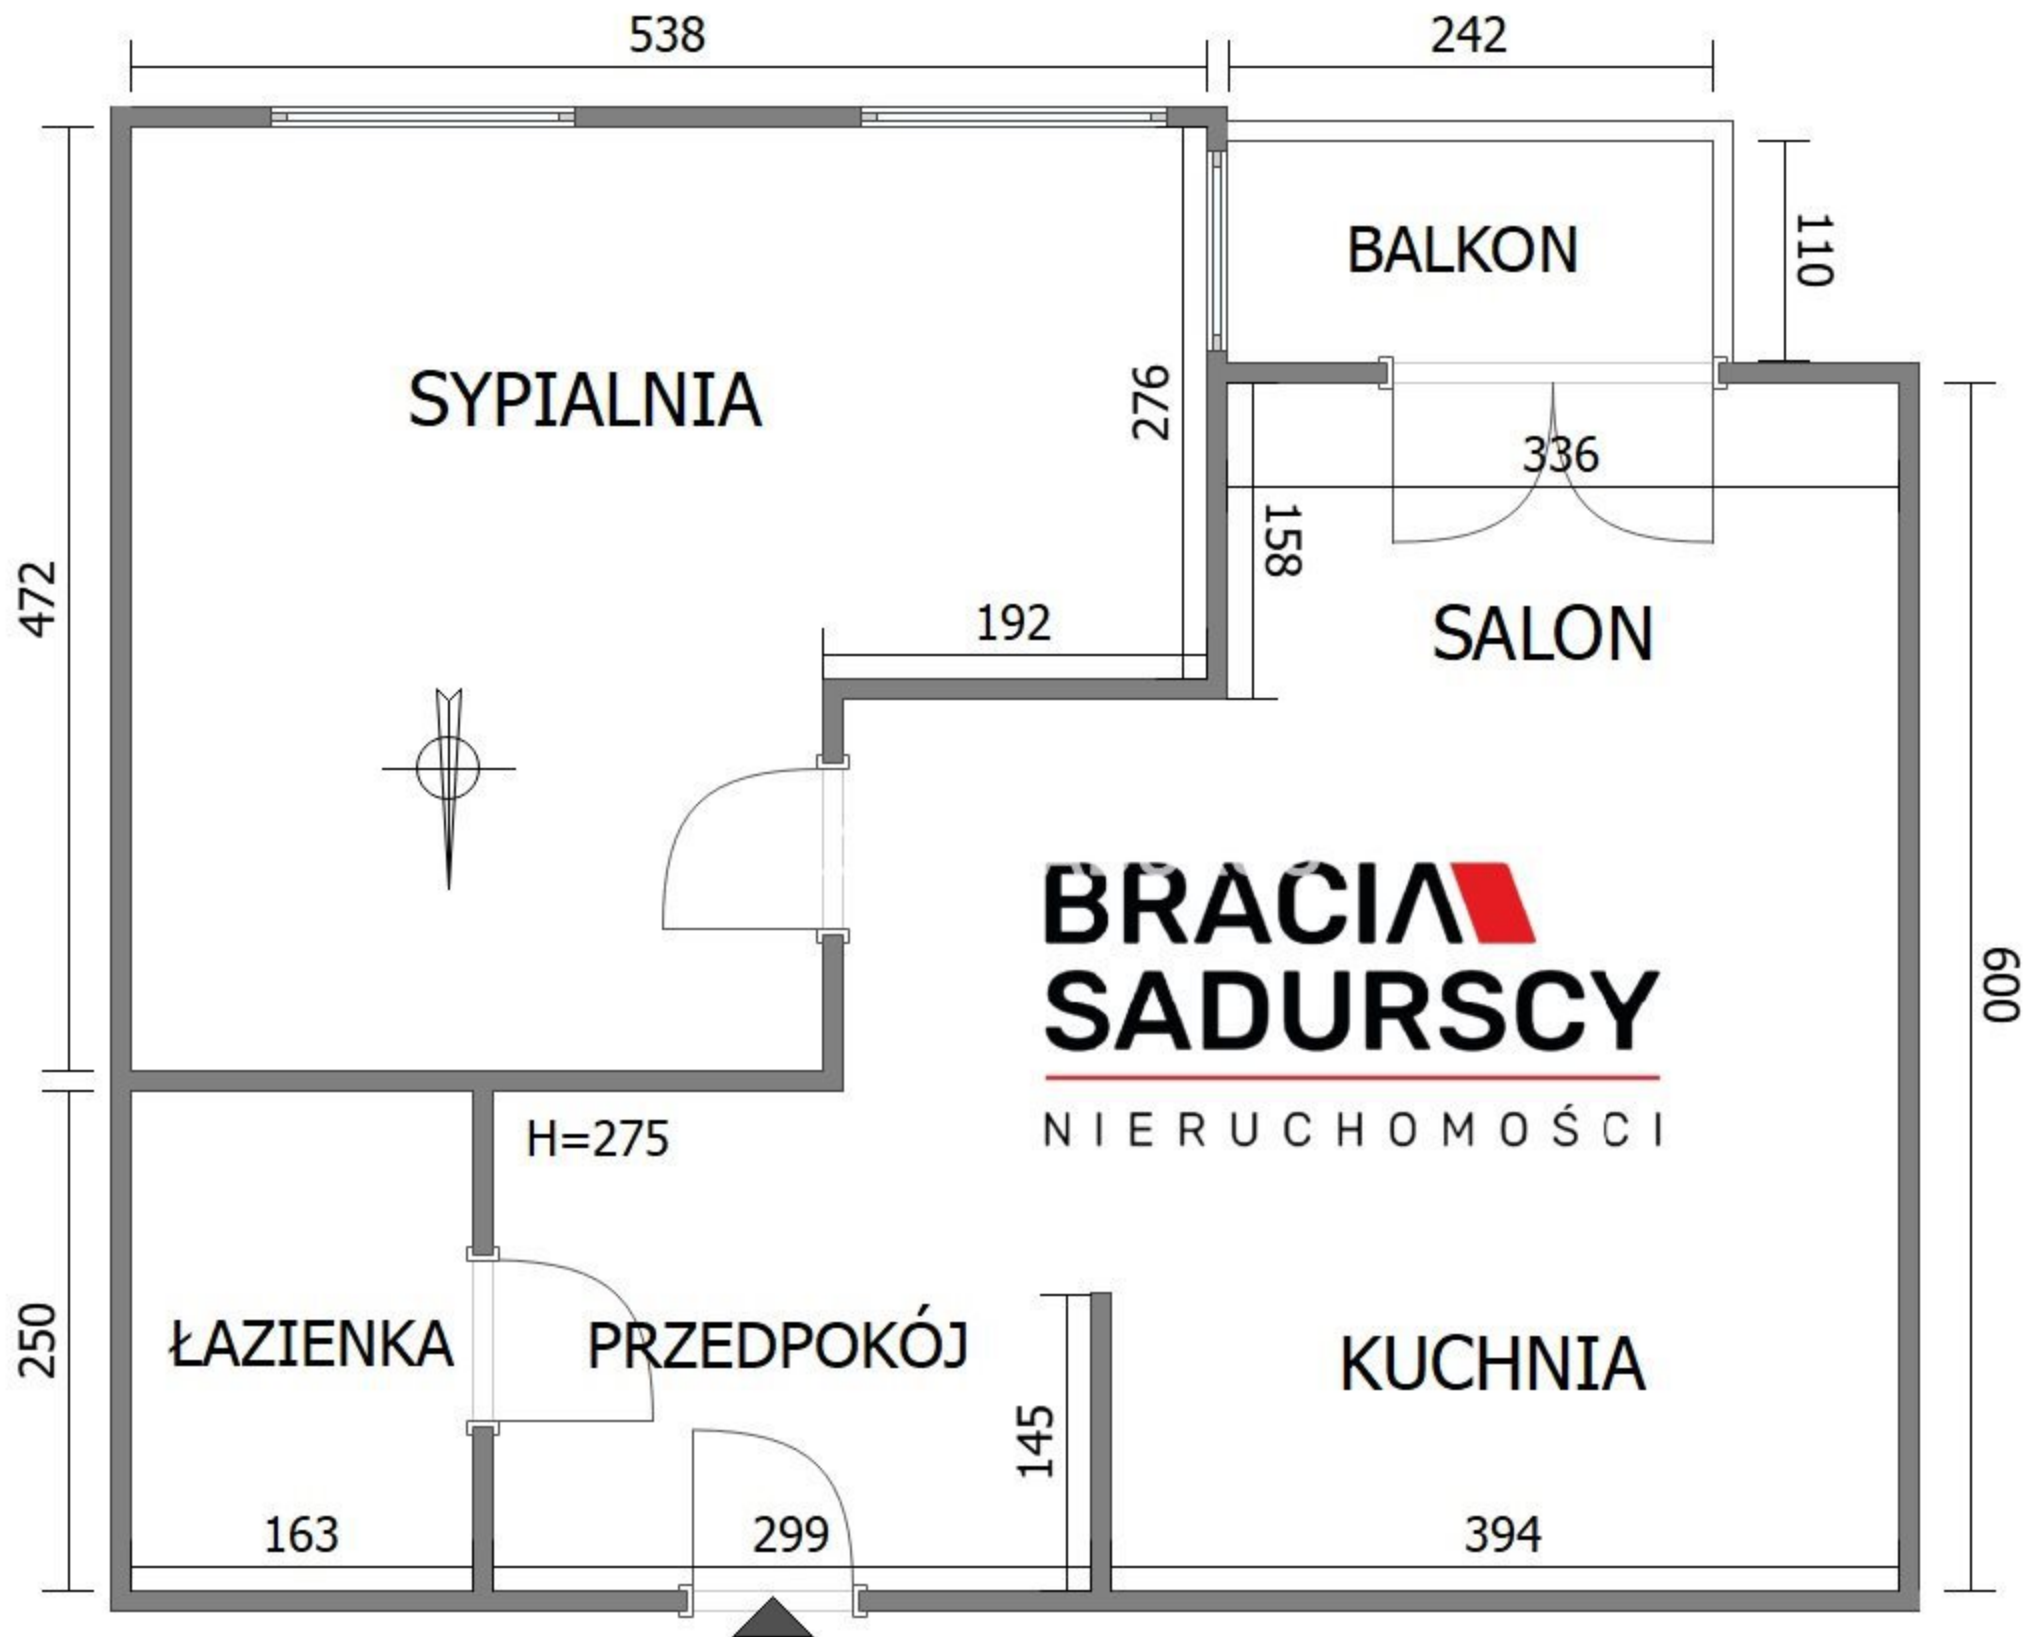 538
242
BALKON
110
SYPIALNIA
276
336
158
472
192
SALON
BRACIA
SADURSCY
NIERUCHOMOŚCI
600
H=275
250
ŁAZIENKA
PRZEDPOKÓJ
KUCHNIA
145
163
299
394